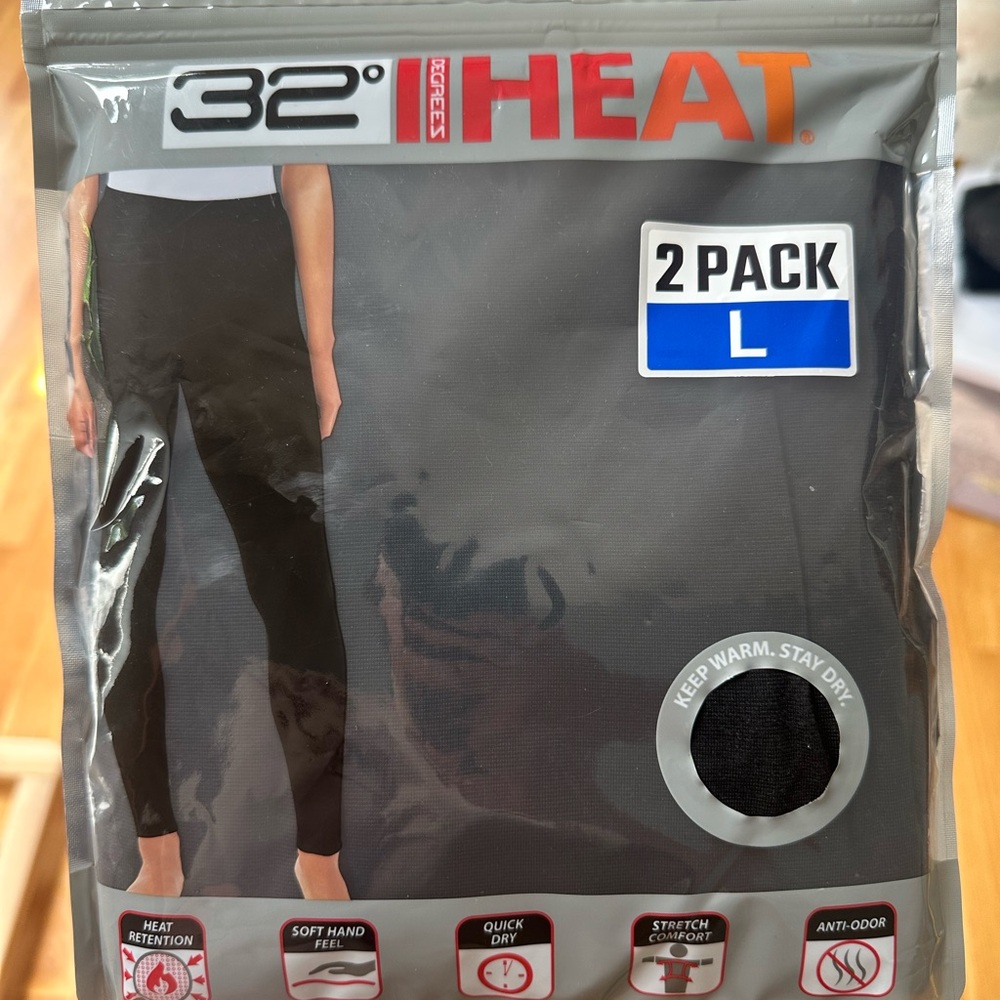 32° DEGREES HEAT®
2 PACK
L
KEEP WARM. STAY DRY.
HEAT
RETENTION
SOFT HAND
FEEL
QUICK
DRY
STRETCH
COMFORT
ANTI-ODOR